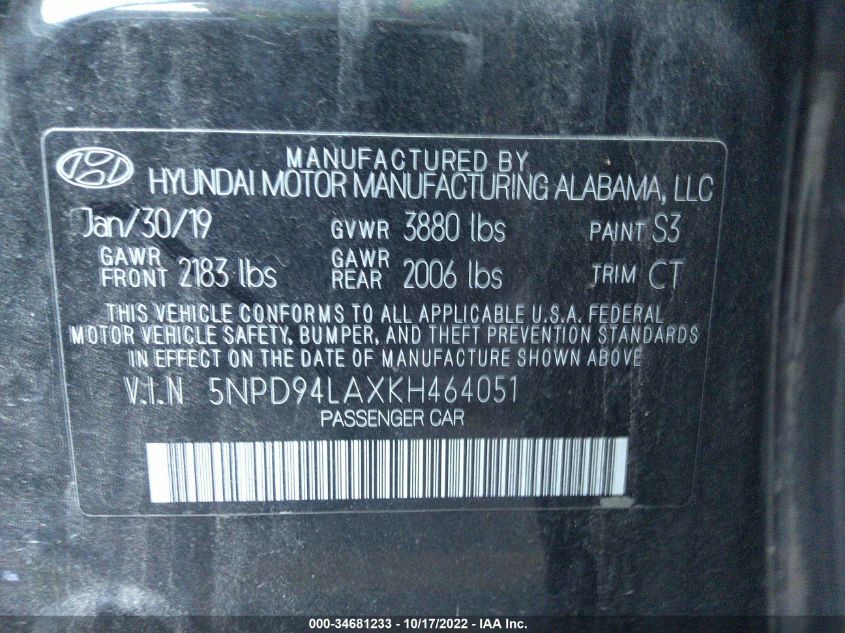 MANUFACTURED BY
HYUNDAI MOTOR MANUFACTURING ALABAMA, LLC
Jan/30/19 GVWR 3880 lbs PAINT S3
GAWR FRONT 2183 lbs GAWR REAR 2006 lbs TRIM CT
THIS VEHICLE CONFORMS TO ALL APPLICABLE U.S.A. FEDERAL
MOTOR VEHICLE SAFETY, BUMPER, AND THEFT PREVENTION STANDARDS
IN EFFECT ON THE DATE OF MANUFACTURE SHOWN ABOVE
V.I.N 5NPD94LAXKH464051
PASSENGER CAR
000-34681233 - 10/17/2022 - IAA Inc.